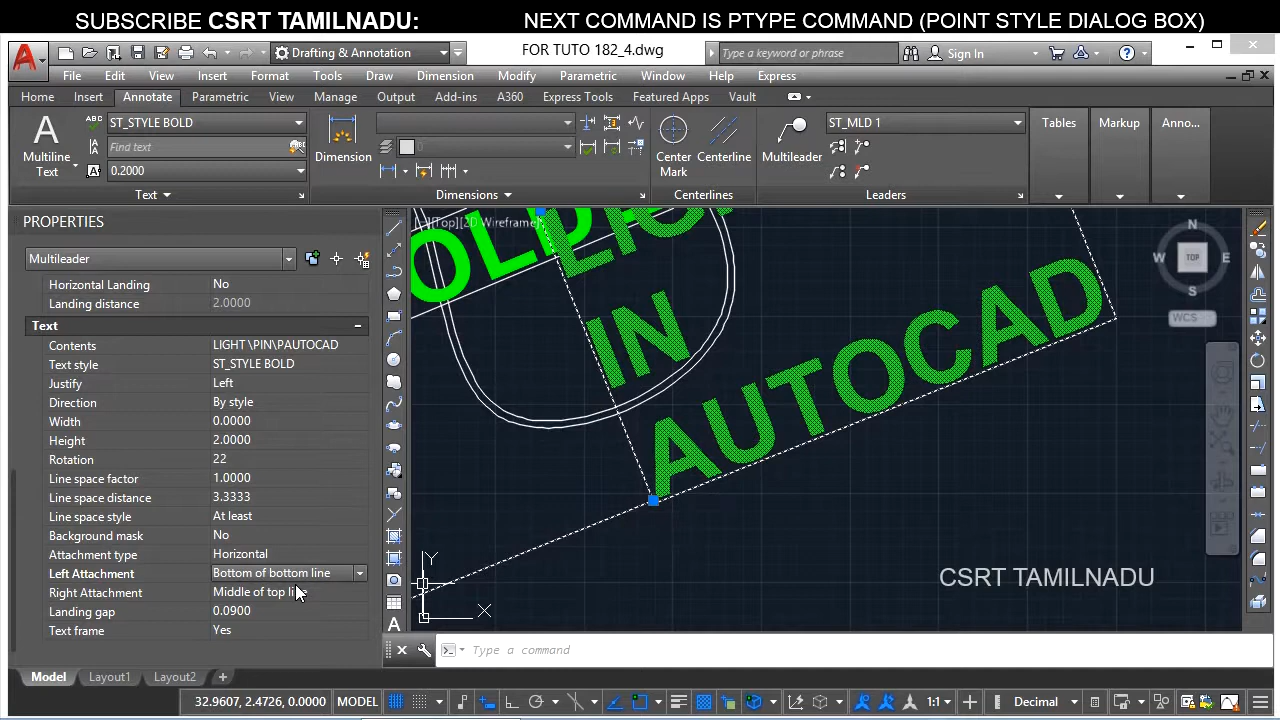 SUBSCRIBE CSRT TAMILNADU: NEXT COMMAND IS PTYPE COMMAND (POINT STYLE DIALOG BOX)
Drafting & Annotation FOR TUTO 182_4.dwg Type a keyword or phrase Sign In
File Edit View Insert Format Tools Draw Dimension Modify Parametric Window Help Express
Home Insert Annotate Parametric View Manage Output Add-ins A360 Express Tools Featured Apps Vault
ST_STYLE BOLD
Find text
0.2000
Multiline Text
Text
Dimension
0
Dimensions
Center Mark
Centerline
Centerlines
ST_MLD 1
Multileader
Leaders
Tables
Markup
Anno...
PROPERTIES
Multileader
Horizontal Landing No
Landing distance 2.0000
Text
Contents LIGHT \PIN\PAUTOCAD
Text style ST_STYLE BOLD
Justify Left
Direction By style
Width 0.0000
Height 2.0000
Rotation 22
Line space factor 1.0000
Line space distance 3.3333
Line space style At least
Background mask No
Attachment type Horizontal
Left Attachment Bottom of bottom line
Right Attachment Middle of top
Landing gap 0.0900
Text frame Yes
[-][Top][2D Wireframe]
IN
AUTOCAD
N
W TOP E
S
WCS
CSRT TAMILNADU
Y
X
Type a command
Model Layout1 Layout2 +
32.9607, 2.4726, 0.0000 MODEL 1:1 Decimal